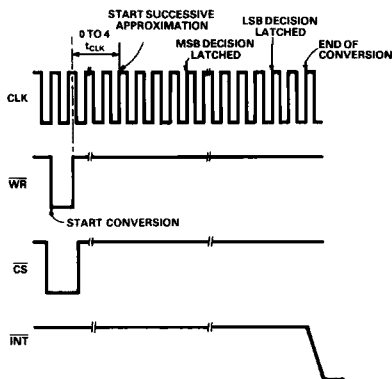 0 TO 4
tCLK
START SUCCESSIVE
APPROXIMATION
MSB DECISION
LATCHED
LSB DECISION
LATCHED
END OF
CONVERSION
CLK
WR
START CONVERSION
CS
INT